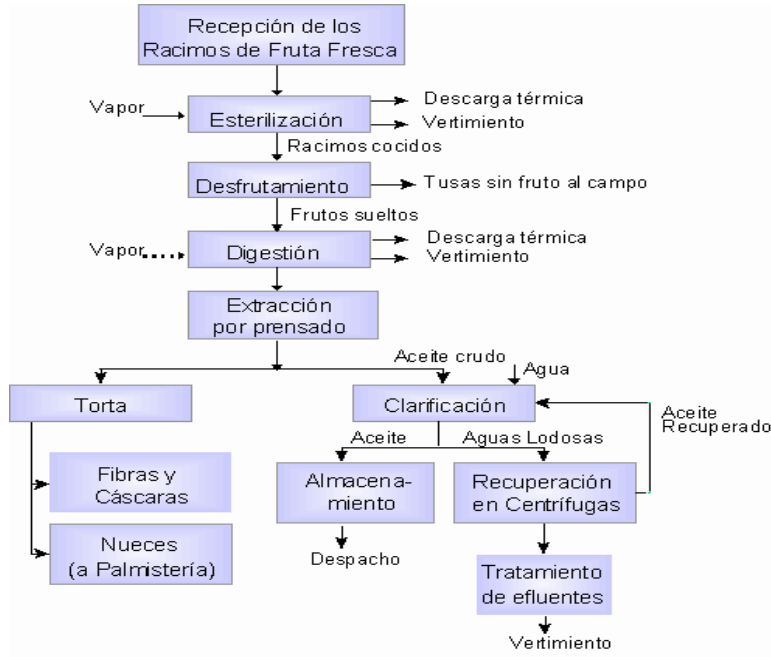 Recepción de los
Racimos de Fruta Fresca
Vapor
Esterilización
Descarga térmica
Vertimiento
Racimos cocidos
Desfrutamiento
Tusas sin fruto al campo
Frutos sueltos
Vapor
Digestión
Descarga térmica
Vertimiento
Extracción
por prensado
Aceite crudo
Agua
Torta
Clarificación
Aceite
Recuperado
Aceite
Aguas Lodosas
Fibras y
Cáscaras
Almacena-
miento
Recuperación
en Centrífugas
Nueces
(a Palmistería)
Despacho
Tratamiento
de efluentes
Vertimiento